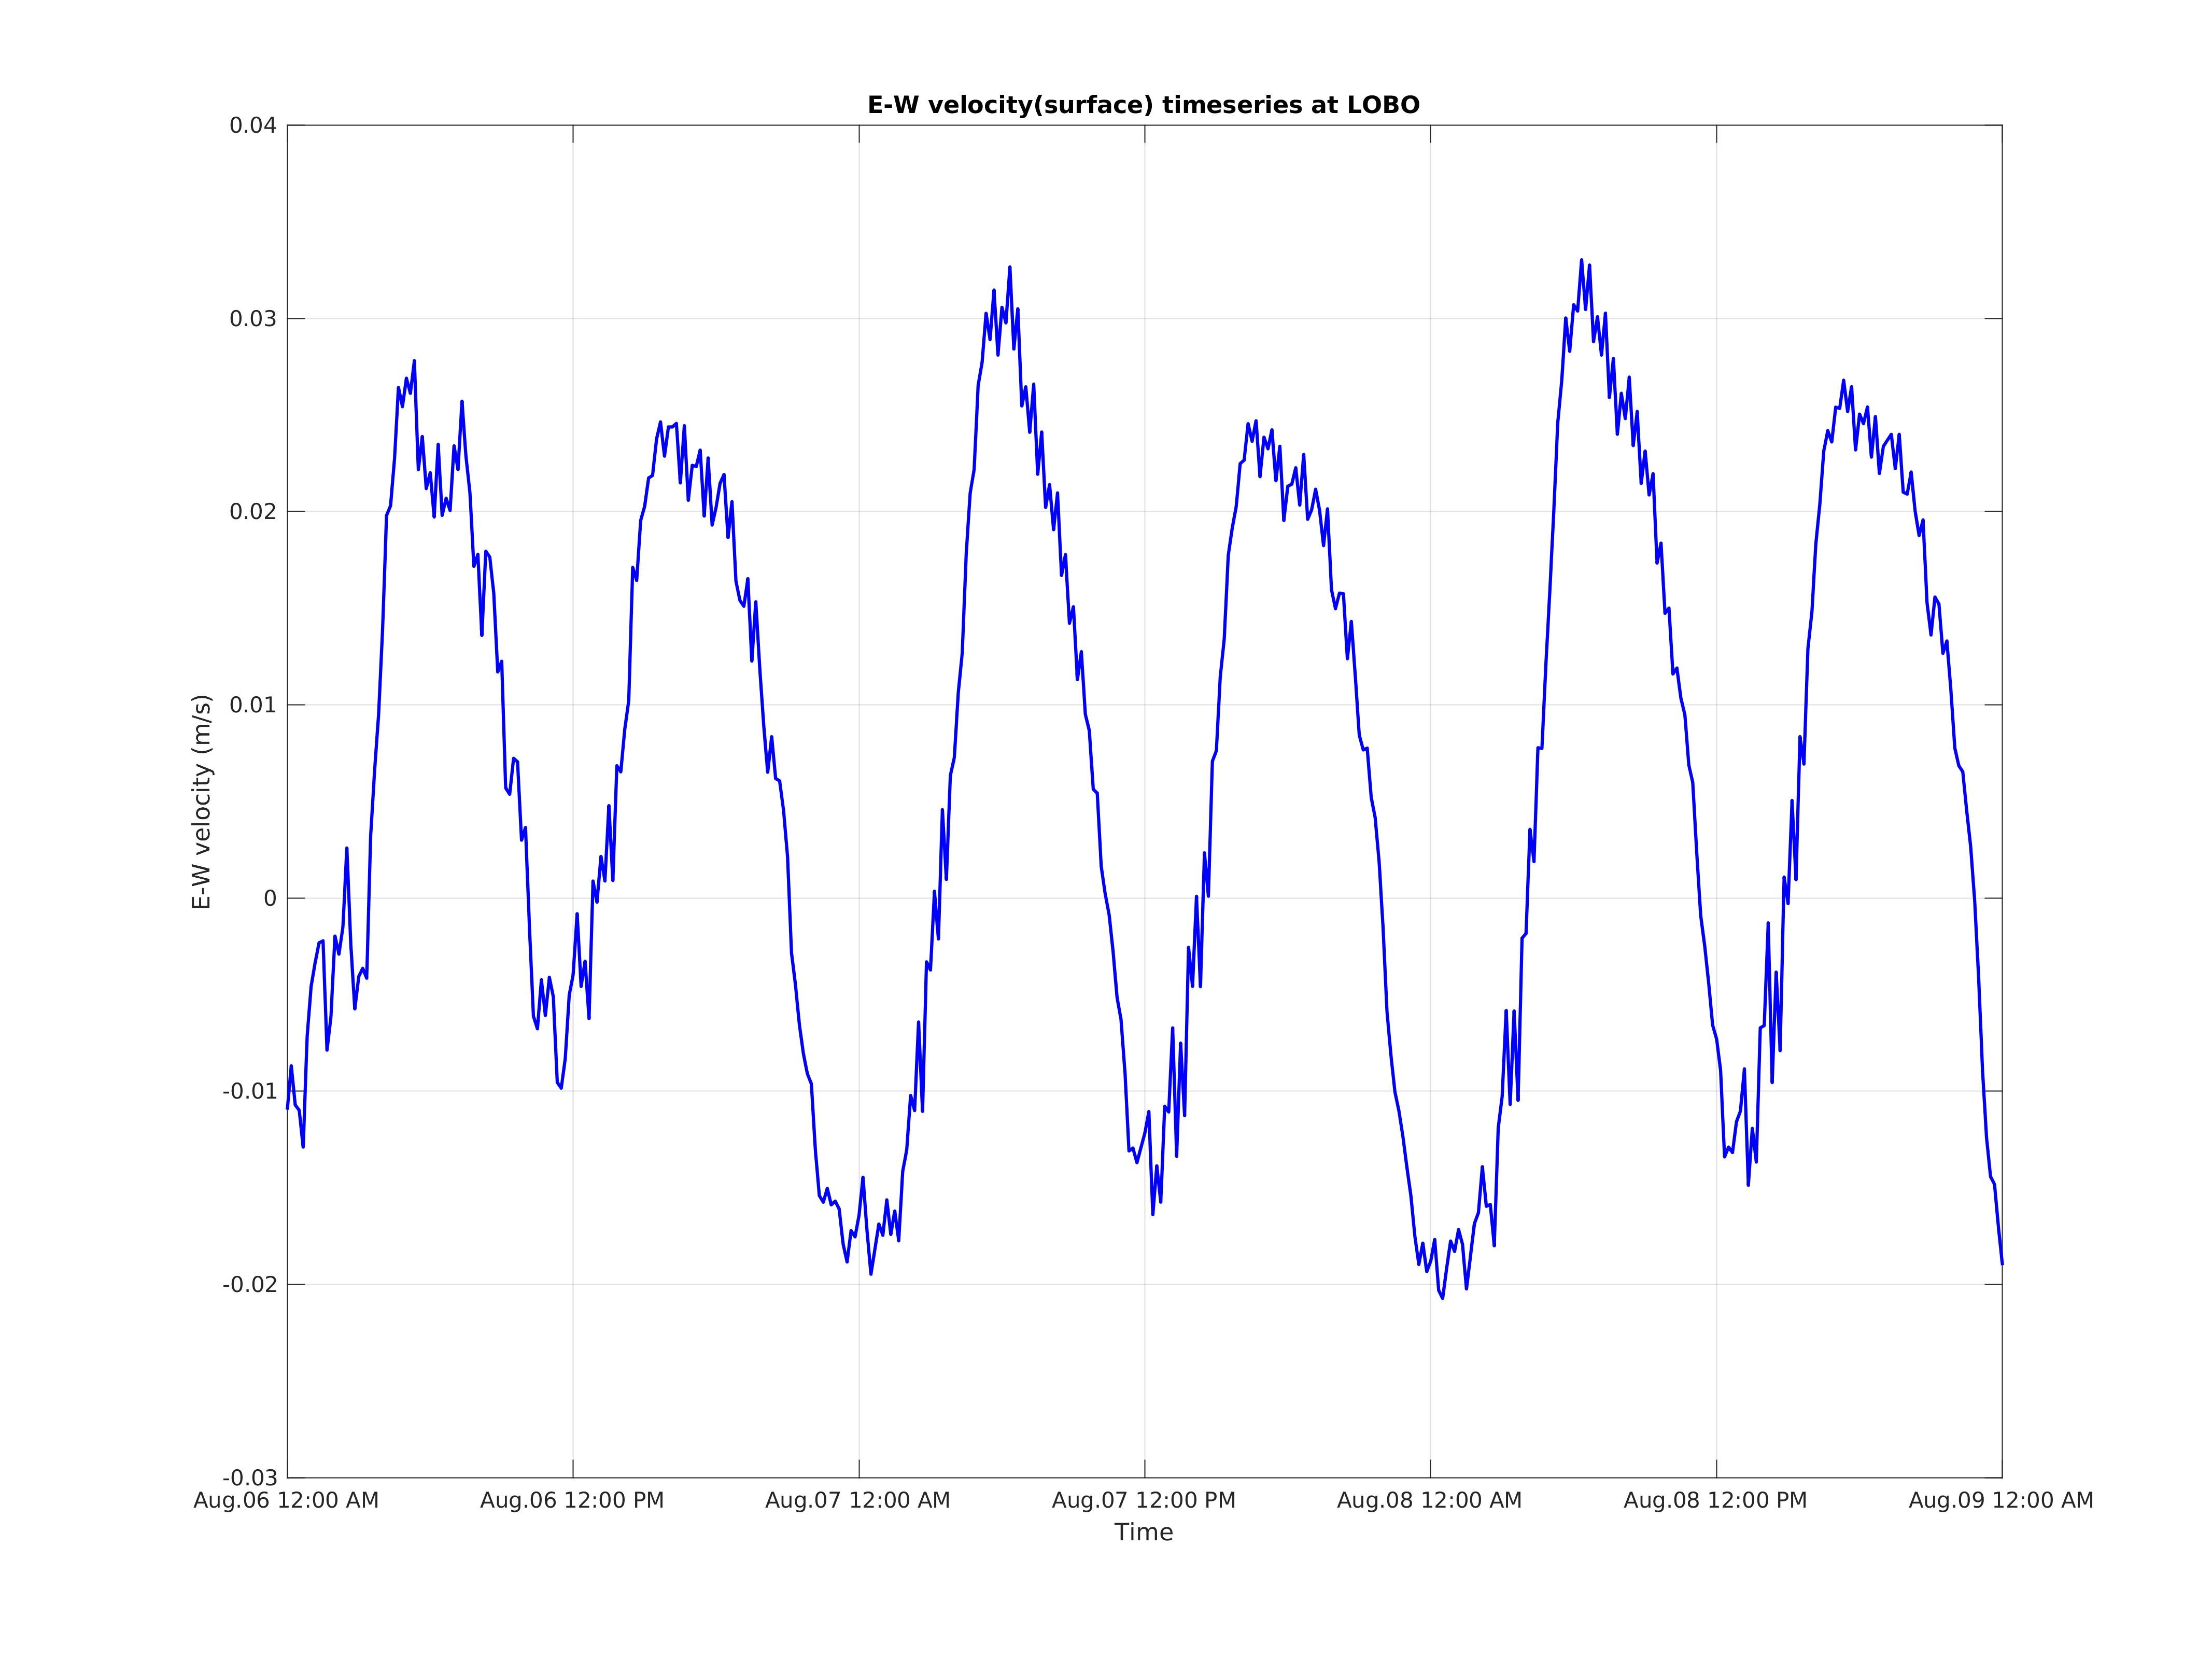 E-W velocity(surface) timeseries at LOBO
0.04
0.03
0.02
0.01
0
-0.01
-0.02
-0.03
E-W velocity (m/s)
Aug.06 12:00 AM Aug.06 12:00 PM Aug.07 12:00 AM Aug.07 12:00 PM Aug.08 12:00 AM Aug.08 12:00 PM Aug.09 12:00 AM
Time